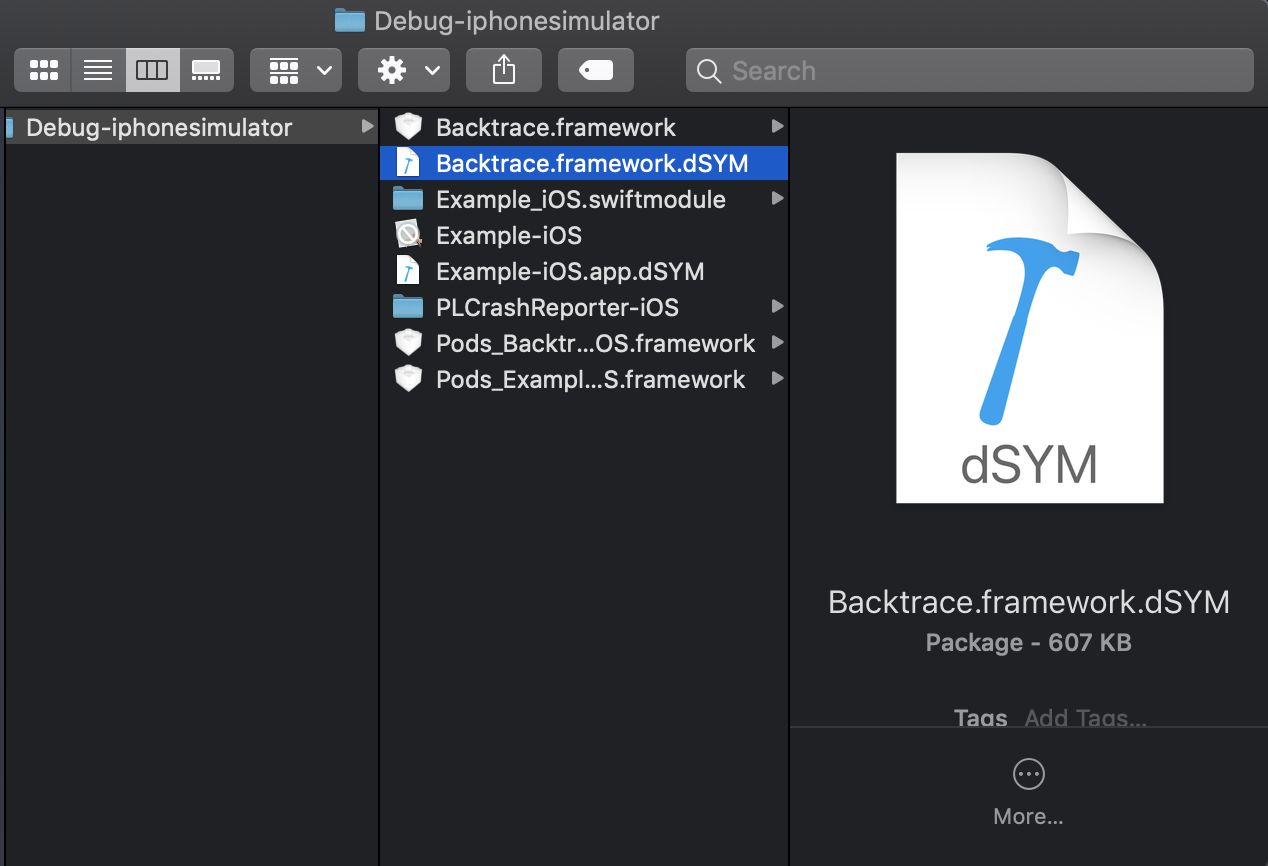 Debug-iphonesimulator
Search
Debug-iphonesimulator
Backtrace.framework
Backtrace.framework.dSYM
Example_iOS.swiftmodule
Example-iOS
Example-iOS.app.dSYM
PLCrashReporter-iOS
Pods_Backtr...OS.framework
Pods_Exampl...S.framework
dSYM
Backtrace.framework.dSYM
Package - 607 KB
Tags Add Tags...
More...